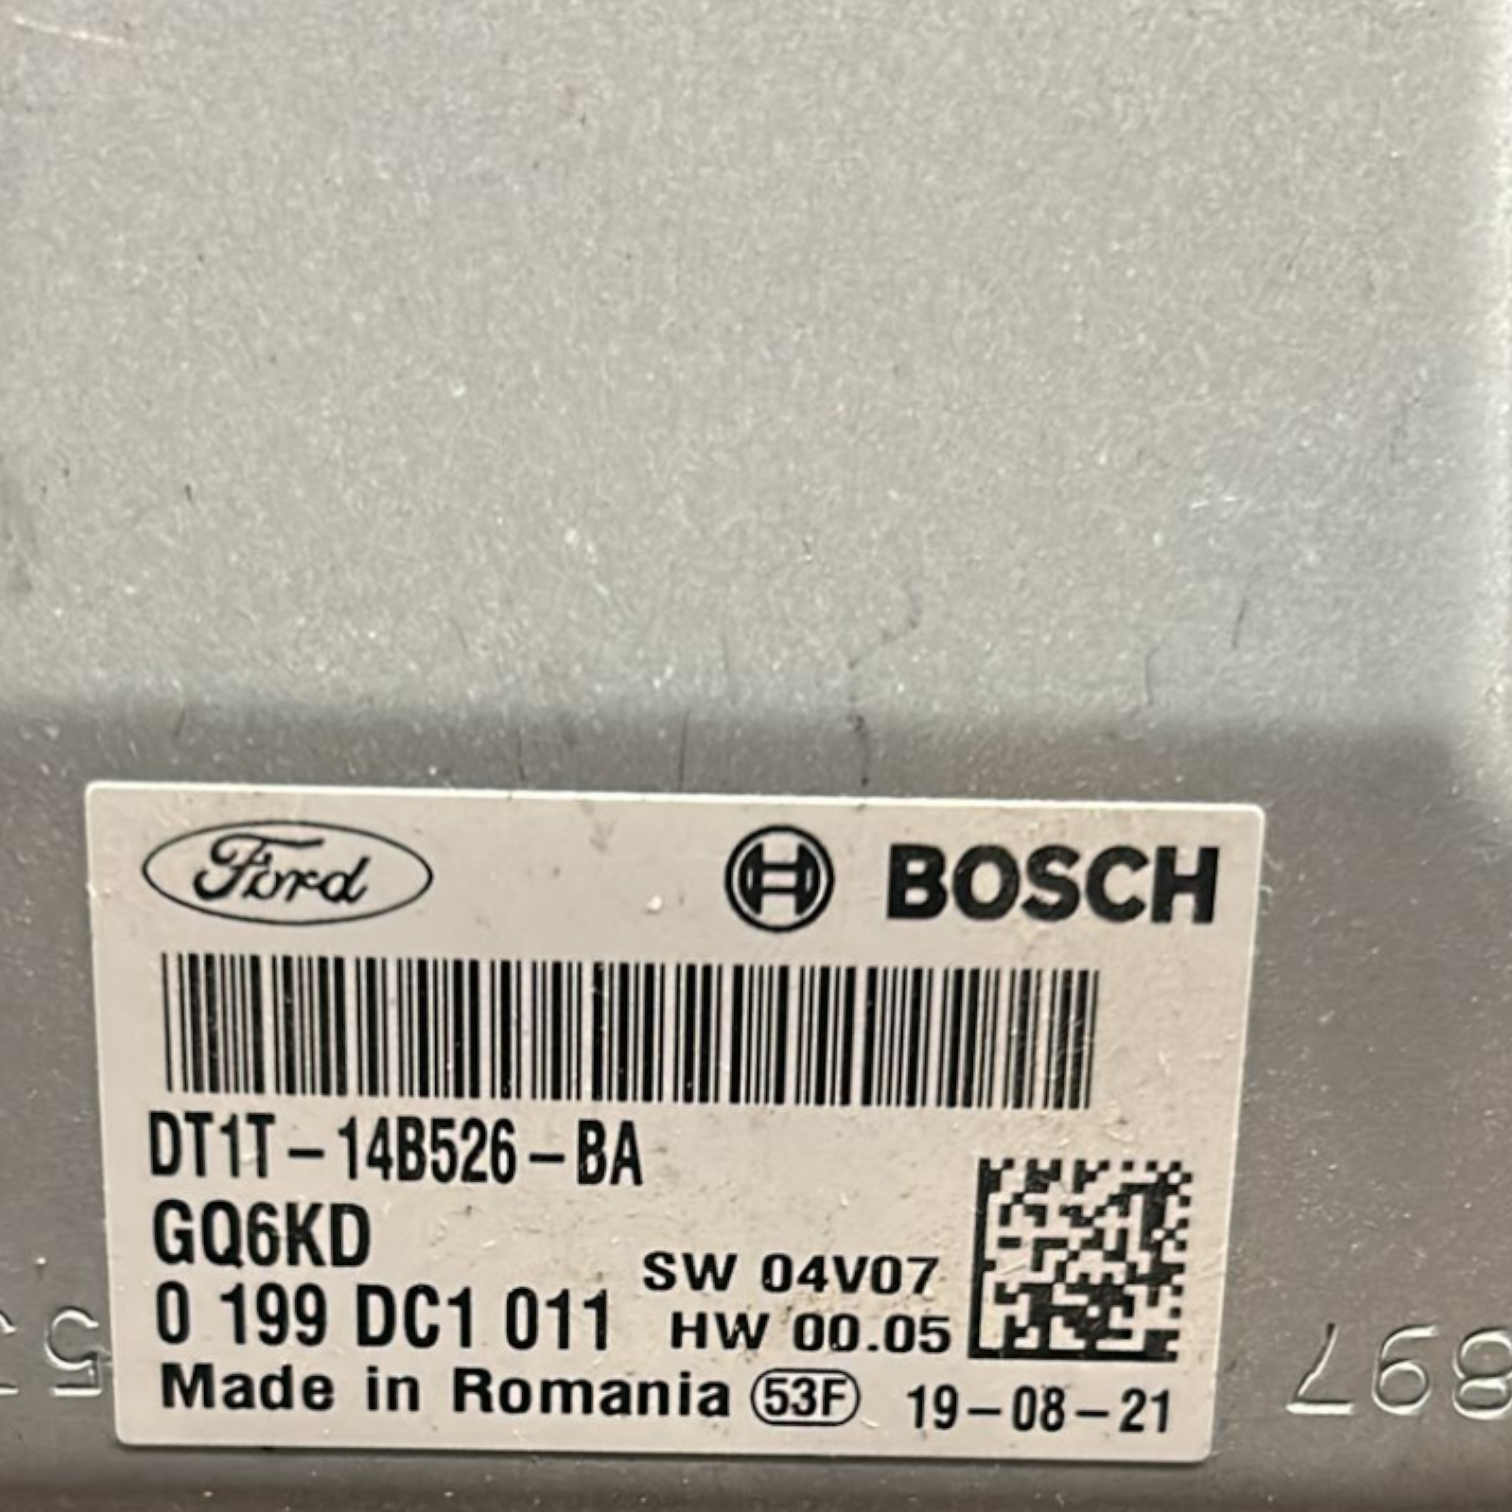 Ford BOSCH
DT1T-14B526-BA
GQ6KD
SW 04V07
0 199 DC1 011 HW 00.05
Made in Romania 53F 19-08-21